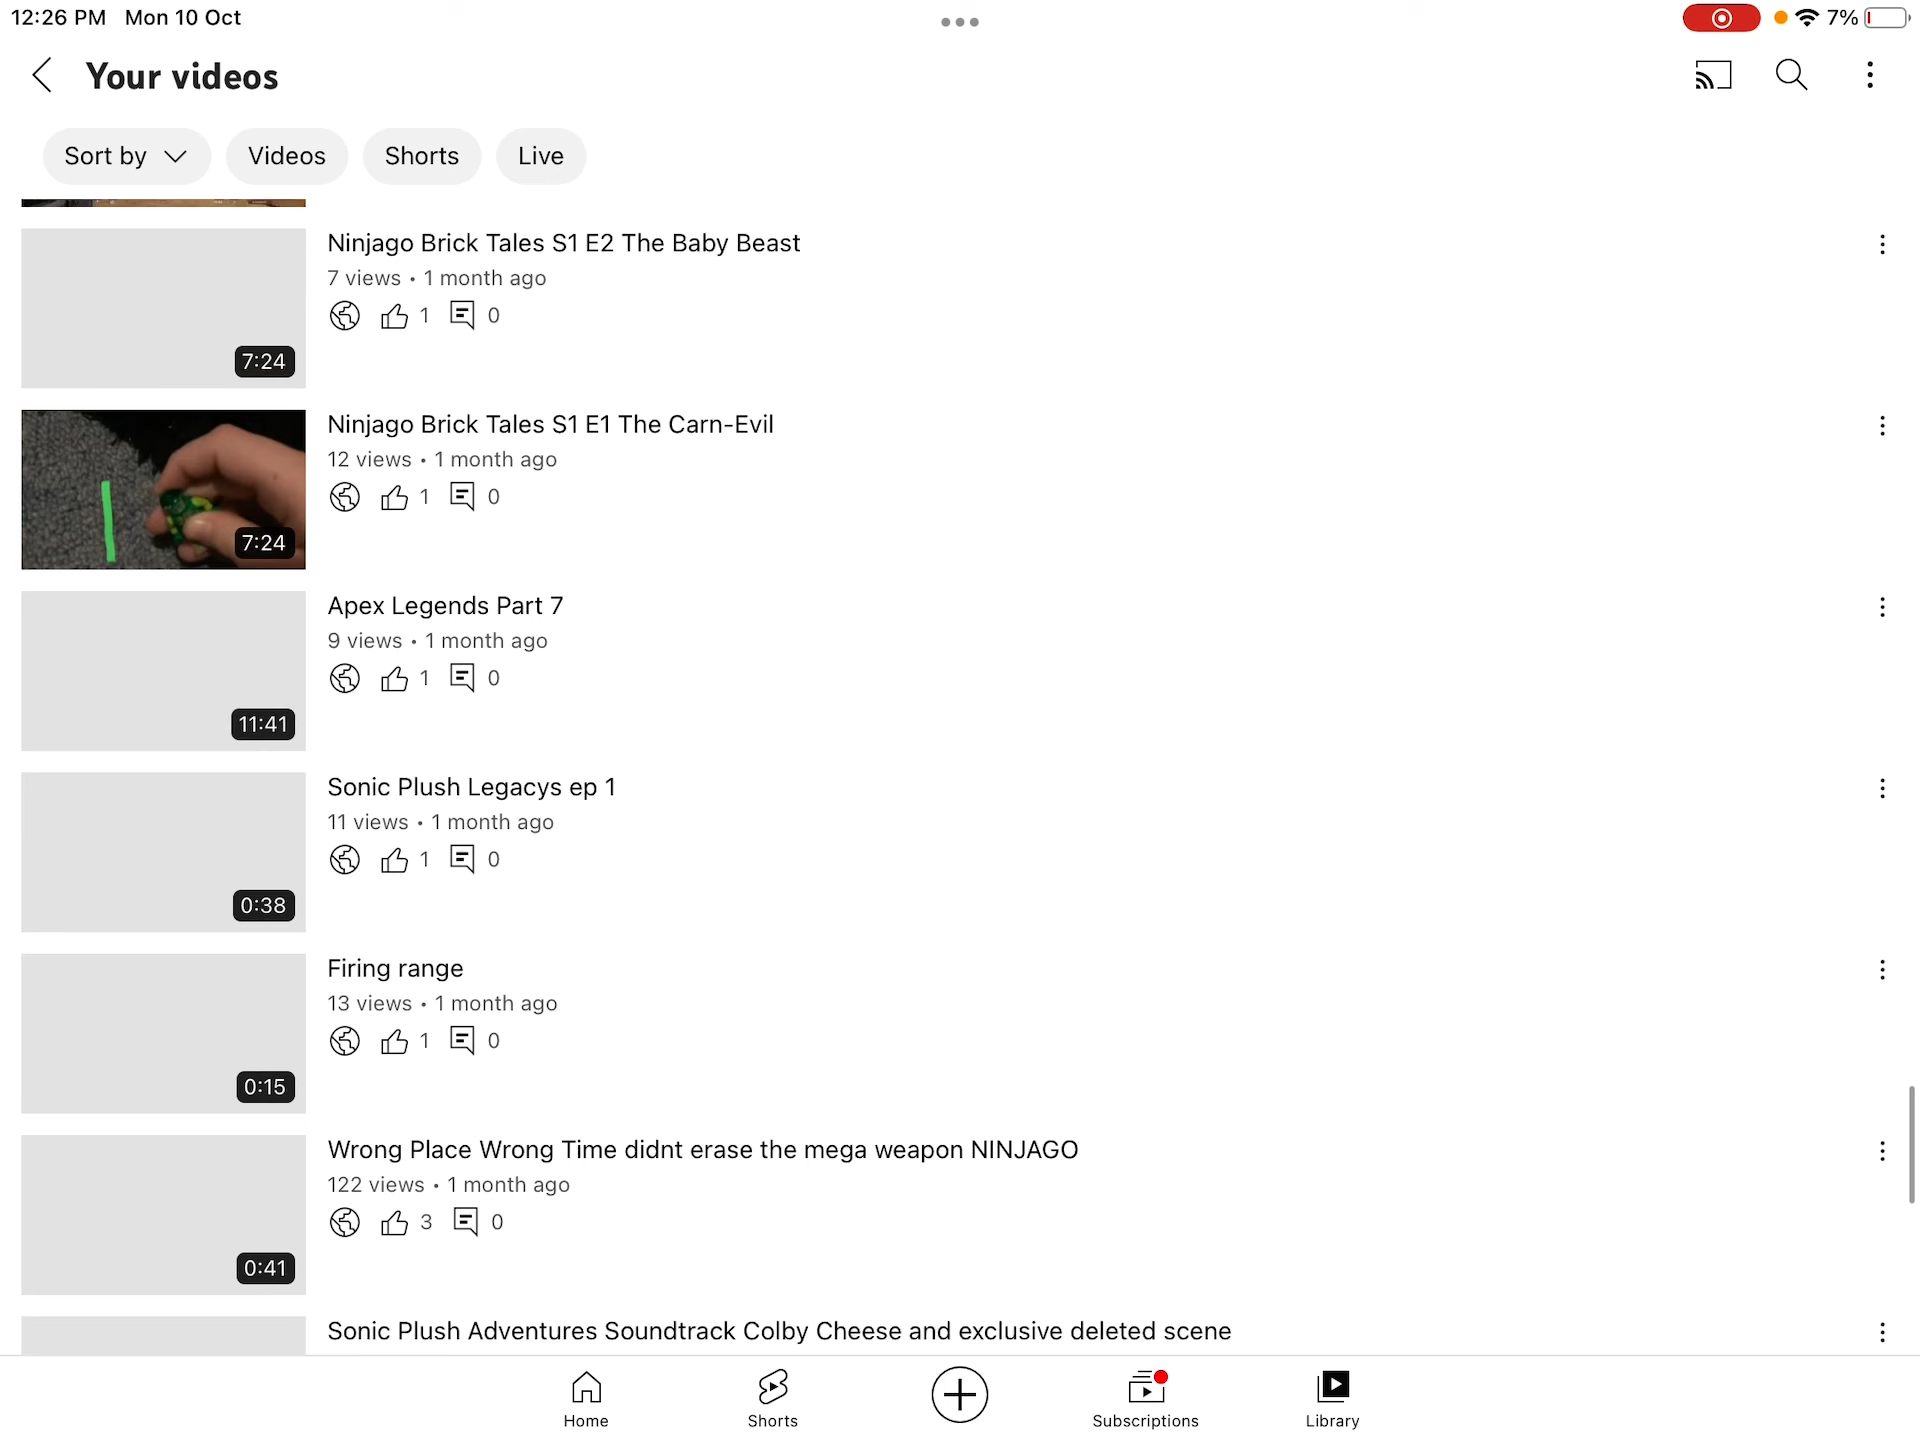 12:26 PM Mon 10 Oct
7%
Your videos
Sort by
Videos
Shorts
Live
Ninjago Brick Tales S1 E2 The Baby Beast
7 views • 1 month ago
1 0
7:24
Ninjago Brick Tales S1 E1 The Carn-Evil
12 views • 1 month ago
1 0
7:24
Apex Legends Part 7
9 views • 1 month ago
1 0
11:41
Sonic Plush Legacys ep 1
11 views • 1 month ago
1 0
0:38
Firing range
13 views • 1 month ago
1 0
0:15
Wrong Place Wrong Time didnt erase the mega weapon NINJAGO
122 views • 1 month ago
3 0
0:41
Sonic Plush Adventures Soundtrack Colby Cheese and exclusive deleted scene
Home
Shorts
Subscriptions
Library